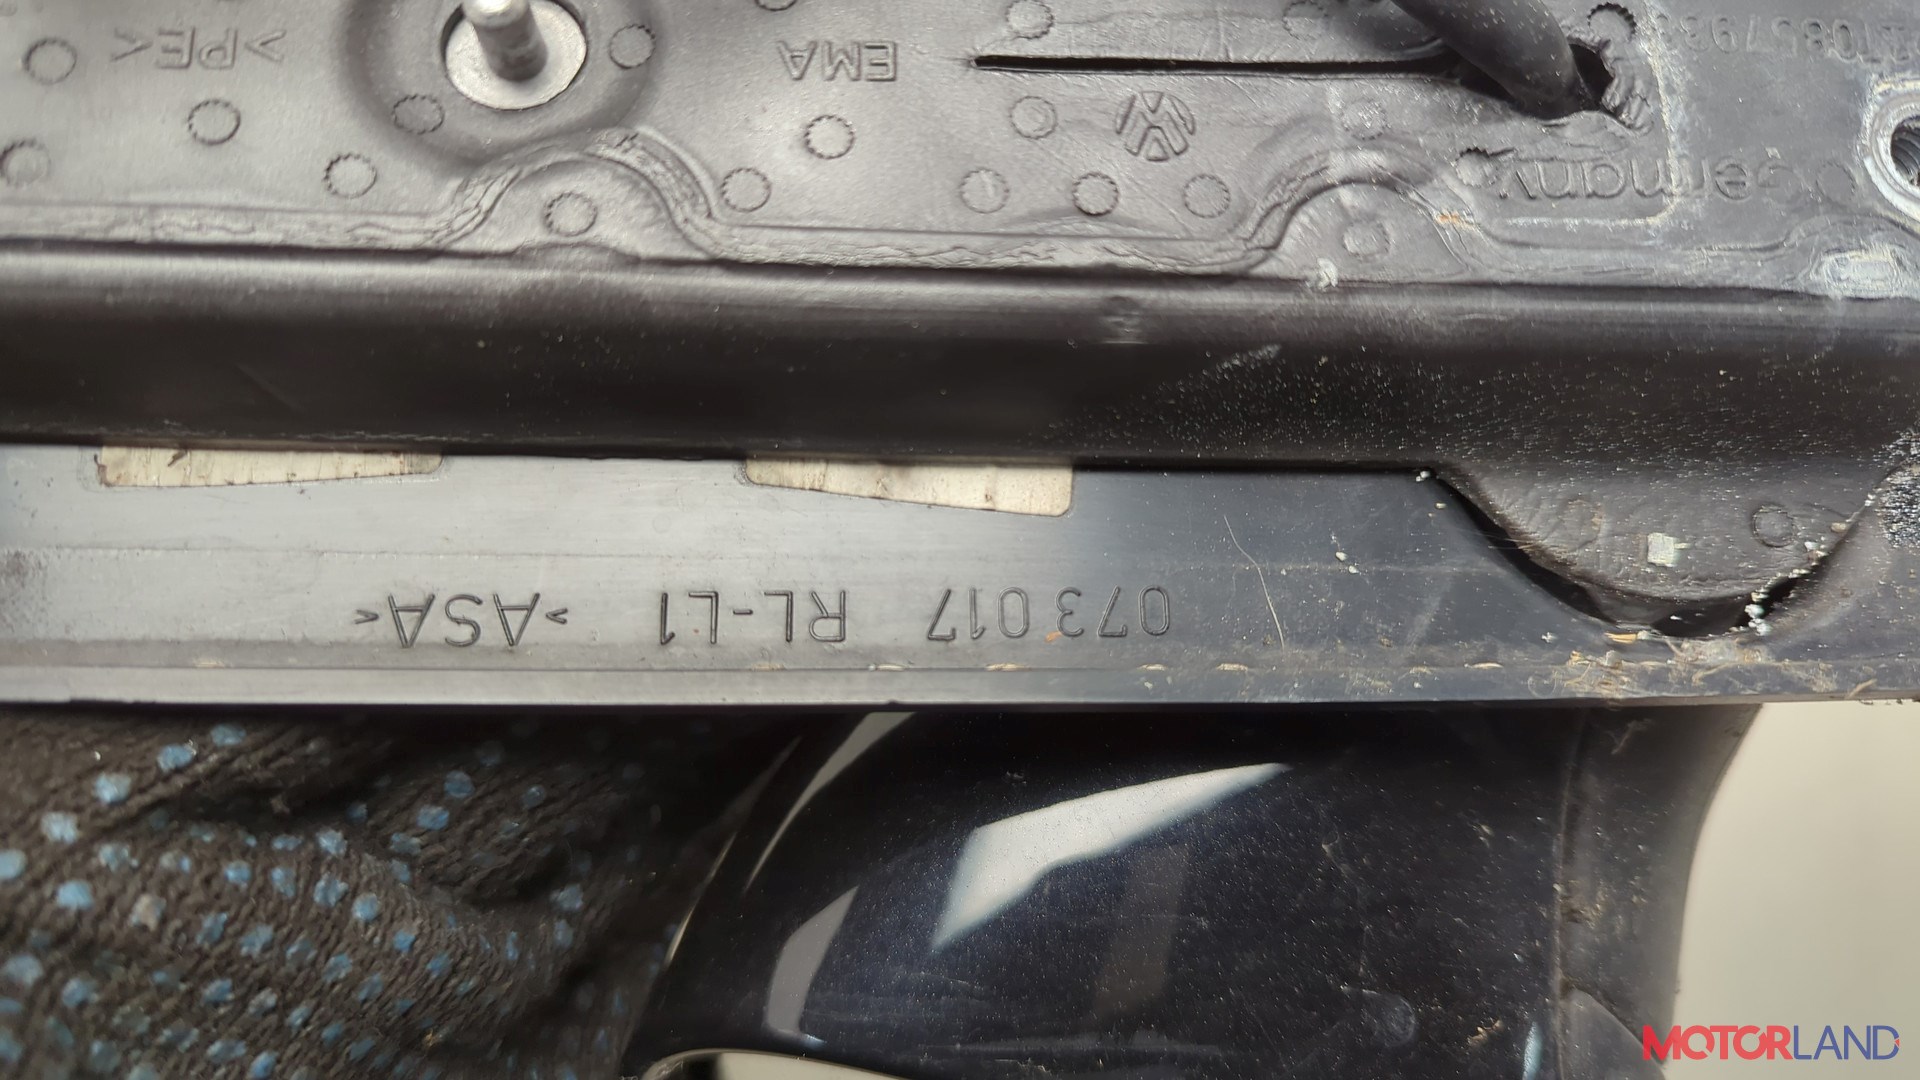 073 017 RL-L1 >ASA<
Germany
EMA
>PE<
MOTORLAND